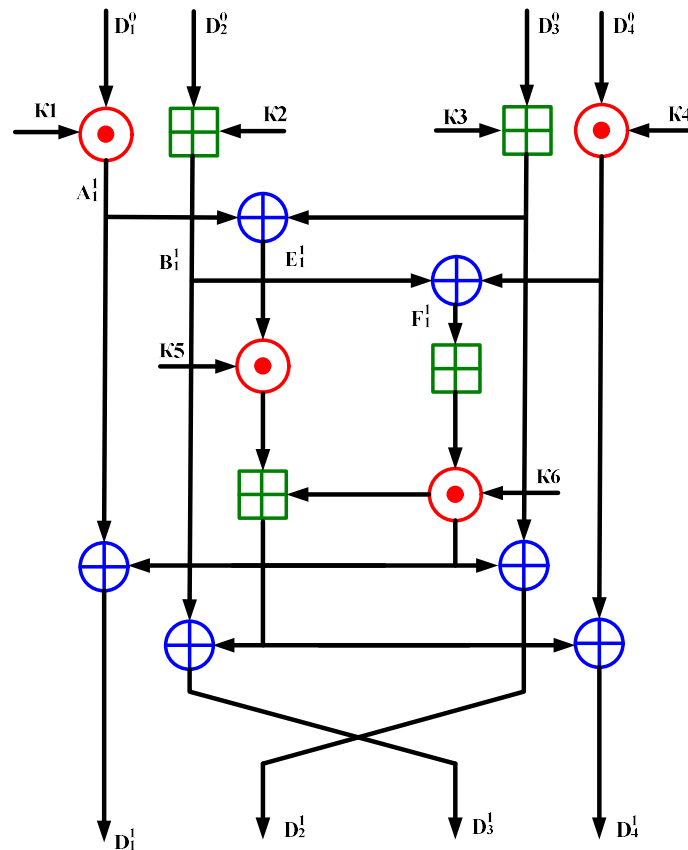 D₁⁰ D₂⁰ D₃⁰ D₄⁰
K1 K2 K3 K4
A₁¹
B₁¹ E₁¹
F₁¹
K5
K6
D₁¹ D₂¹ D₃¹ D₄¹